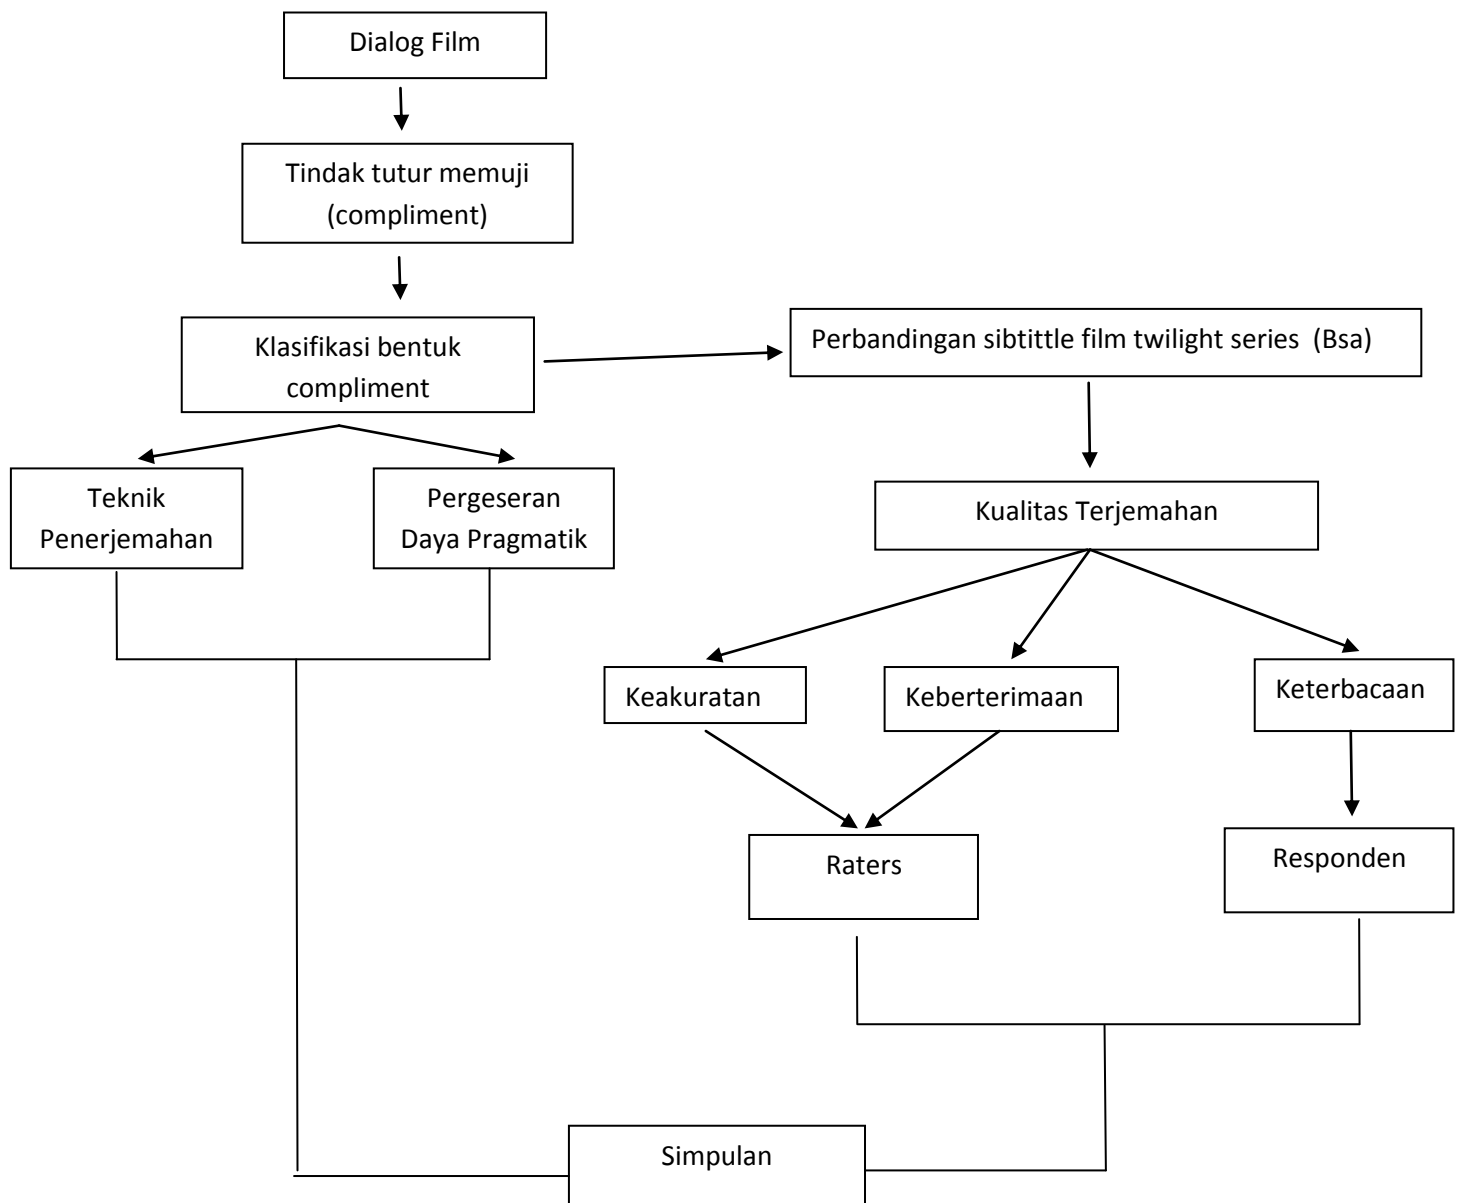 Dialog Film
Tindak tutur memuji
(compliment)
Klasifikasi bentuk
compliment
Perbandingan sibtittle film twilight series (Bsa)
Teknik
Penerjemahan
Pergeseran
Daya Pragmatik
Kualitas Terjemahan
Keakuratan
Keberterimaan
Keterbacaan
Raters
Responden
Simpulan